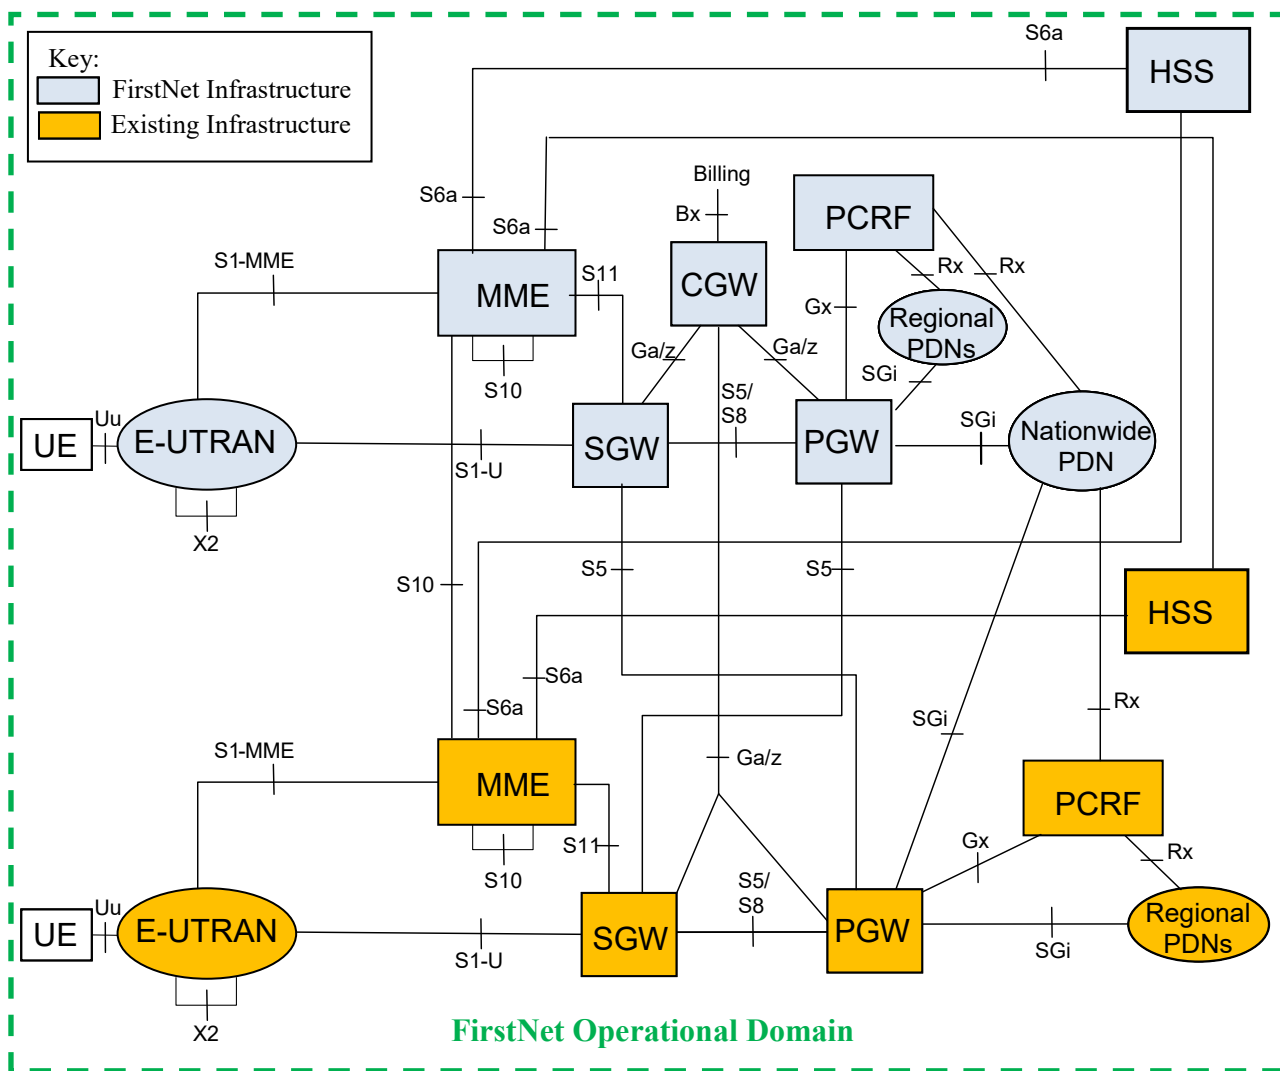 Key:
FirstNet Infrastructure
Existing Infrastructure
S6a
HSS
Billing
S6a
Bx
PCRF
S6a
S1-MME
S11
Rx
Rx
MME
CGW
Gx
Regional
PDNs
Ga/z
Ga/z
SGi
S10
S5/
S8
Uu
SGi
UE
E-UTRAN
SGW
PGW
Nationwide
PDN
S1-U
X2
S10
S5
S5
HSS
S6a
S6a
SGi
Rx
S1-MME
Ga/z
MME
PCRF
S11
Gx
Rx
S10
S5/
S8
Uu
UE
E-UTRAN
SGW
PGW
Regional
PDNs
S1-U
SGi
X2
FirstNet Operational Domain